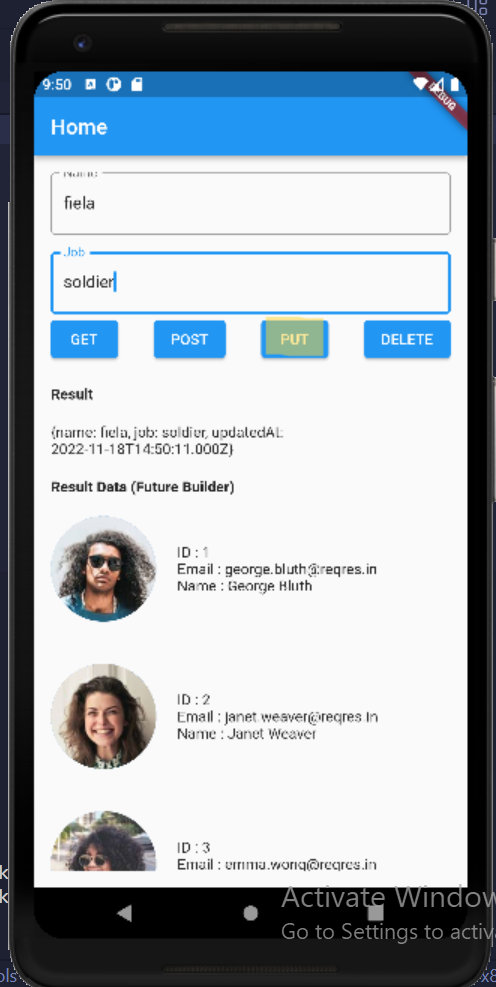 9:50
DEBUG
Home
Name
fiela
Job
soldier
GET POST PUT DELETE
Result
{name: fiela, job: soldier, updatedAt:
2022-11-18T14:50:11.000Z}
Result Data (Future Builder)
ID : 1
Email : george.bluth@reqres.in
Name : George Bluth
ID : 2
Email : janet.weaver@reqres.in
Name : Janet Weaver
ID : 3
Email : emma.wong@reqres.in
Activate Window
Go to Settings to activa